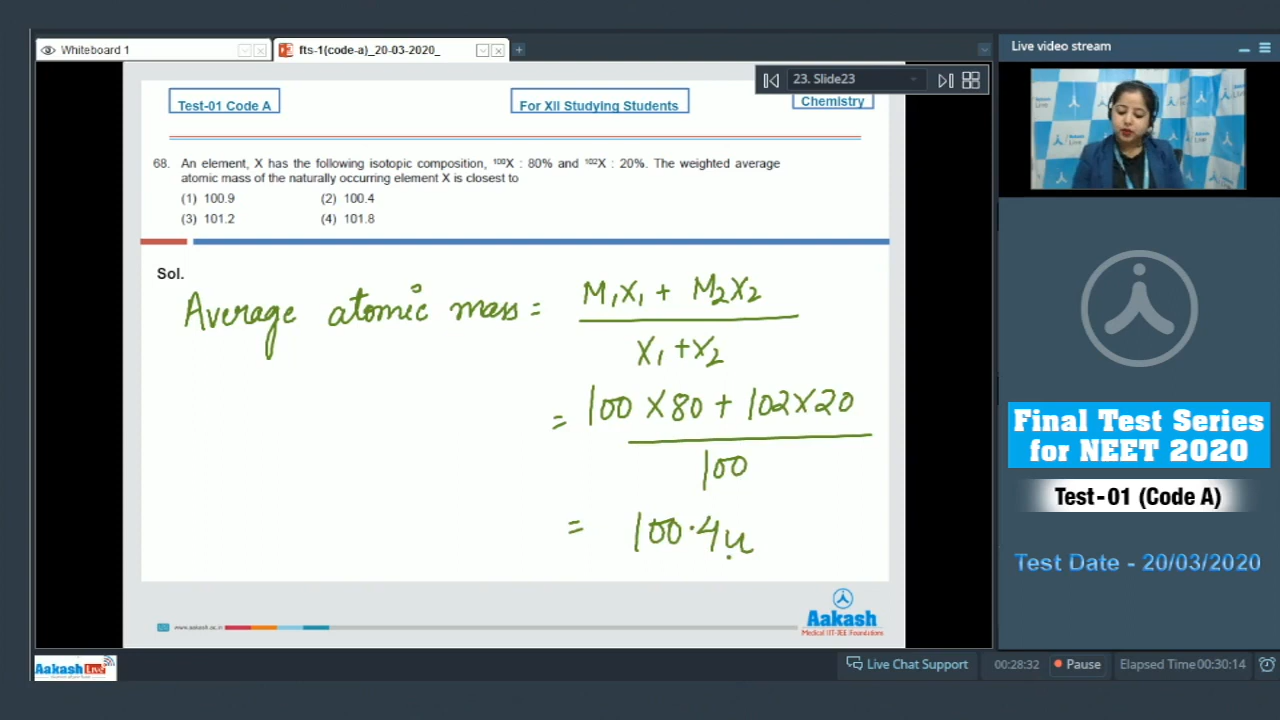 Whiteboard 1
fts-1(code-a)_20-03-2020_
Live video stream
23. Slide23
Test-01 Code A
For XII Studying Students
Chemistry
68. An element, X has the following isotopic composition, ¹⁰⁰X : 80% and ¹⁰²X : 20%. The weighted average
atomic mass of the naturally occurring element X is closest to
(1) 100.9 (2) 100.4
(3) 101.2 (4) 101.8
Sol.
Average atomic mass = M₁X₁ + M₂X₂
X₁ + X₂
= 100 X 80 + 102 X 20
100
= 100.4 u
Final Test Series
for NEET 2020
Test-01 (Code A)
Test Date - 20/03/2020
Aakash
Medical IIT-JEE Foundations
www.aakash.ac.in
Aakash Live
Live Chat Support
00:28:32
Pause
Elapsed Time 00:30:14